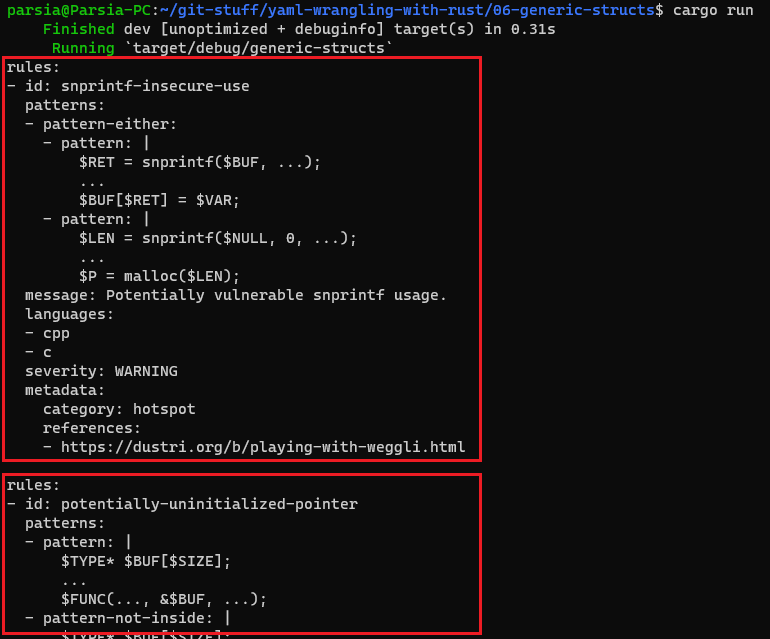 parsia@Parsia-PC:~/git-stuff/yaml-wrangling-with-rust/06-generic-structs$ cargo run
    Finished dev [unoptimized + debuginfo] target(s) in 0.31s
     Running `target/debug/generic-structs`
rules:
- id: snprintf-insecure-use
  patterns:
  - pattern-either:
    - pattern: |
        $RET = snprintf($BUF, ...);
        ...
        $BUF[$RET] = $VAR;
    - pattern: |
        $LEN = snprintf($NULL, 0, ...);
        ...
        $P = malloc($LEN);
  message: Potentially vulnerable snprintf usage.
  languages:
  - cpp
  - c
  severity: WARNING
  metadata:
    category: hotspot
    references:
    - https://dustri.org/b/playing-with-weggli.html
rules:
- id: potentially-uninitialized-pointer
  patterns:
  - pattern: |
      $TYPE* $BUF[$SIZE];
      ...
      $FUNC(..., &$BUF, ...);
  - pattern-not-inside: |
      $TYPE* $BUF[$SIZE];